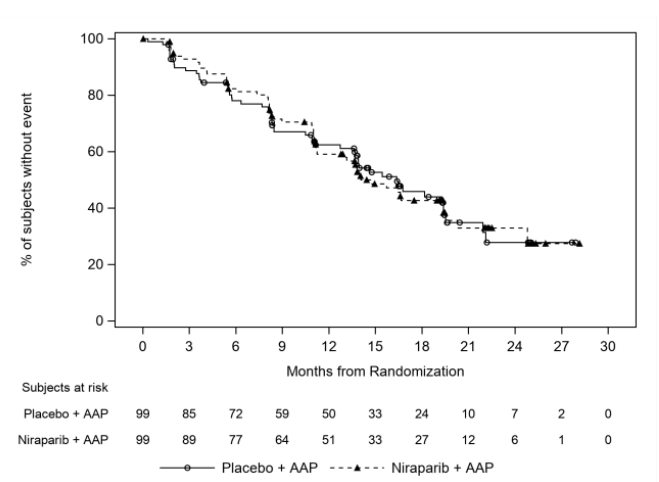 % of subjects without event
100
80
60
40
20
0
0 3 6 9 12 15 18 21 24 27 30
Months from Randomization
Subjects at risk
Placebo + AAP 99 85 72 59 50 33 24 10 7 2 0
Niraparib + AAP 99 89 77 64 51 33 27 12 6 1 0
Placebo + AAP Niraparib + AAP